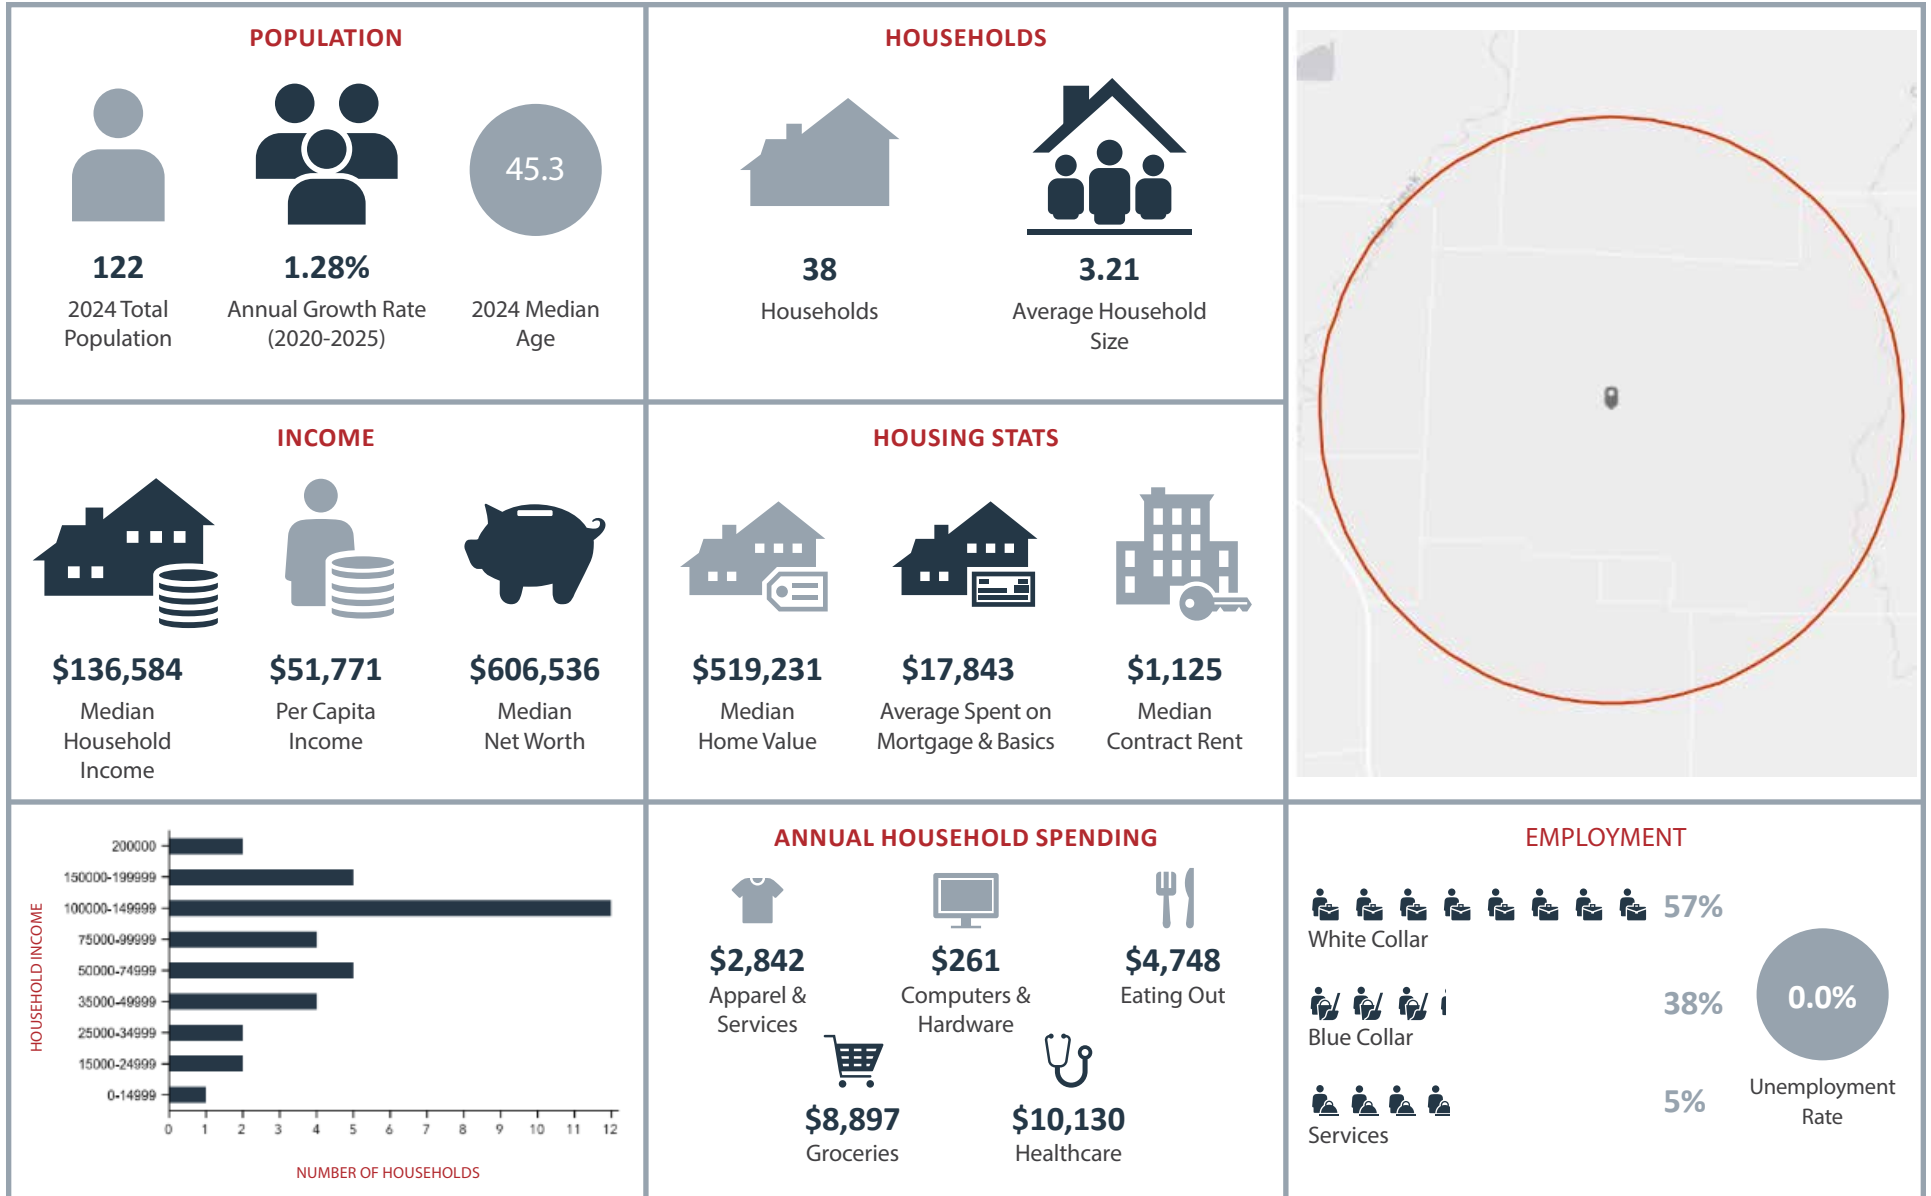 POPULATION
122
2024 Total
Population
1.28%
Annual Growth Rate
(2020-2025)
45.3
2024 Median
Age
HOUSEHOLDS
38
Households
3.21
Average Household
Size
INCOME
$136,584
Median
Household
Income
$51,771
Per Capita
Income
$606,536
Median
Net Worth
HOUSING STATS
$519,231
Median
Home Value
$17,843
Average Spent on
Mortgage & Basics
$1,125
Median
Contract Rent
HOUSEHOLD INCOME
200000
150000-199999
100000-149999
75000-99999
50000-74999
35000-49999
25000-34999
15000-24999
0-14999
0 1 2 3 4 5 6 7 8 9 10 11 12
NUMBER OF HOUSEHOLDS
ANNUAL HOUSEHOLD SPENDING
$2,842
Apparel &
Services
$261
Computers &
Hardware
$4,748
Eating Out
$8,897
Groceries
$10,130
Healthcare
EMPLOYMENT
57%
White Collar
38%
Blue Collar
5%
Services
0.0%
Unemployment
Rate